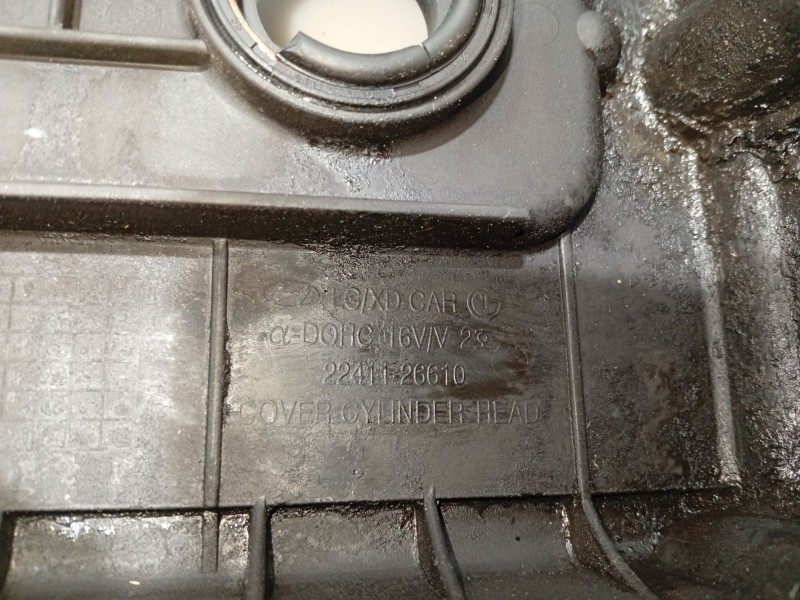 LC/XD CAR
α-DOHC 16V/V 2
22411-26610
COVER CYLINDER HEAD